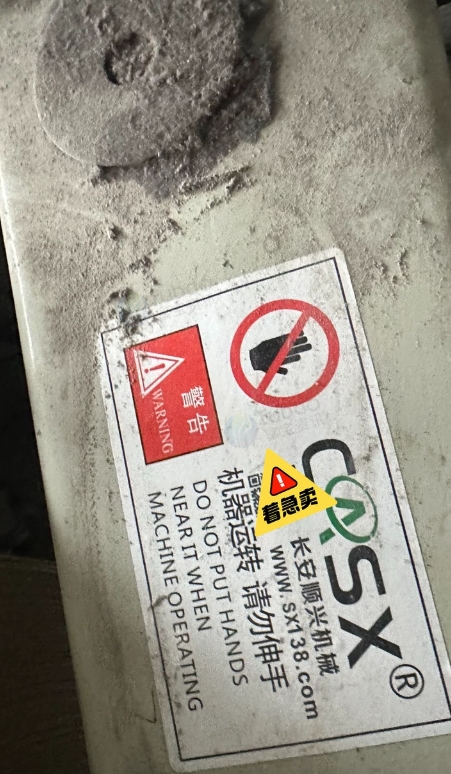 CASX®
长安顺兴机械
www.sx138.com
警告
WARNING
机器运转 请勿伸手
DO NOT PUT HANDS
NEAR IT WHEN
MACHINE OPERATING
着急卖